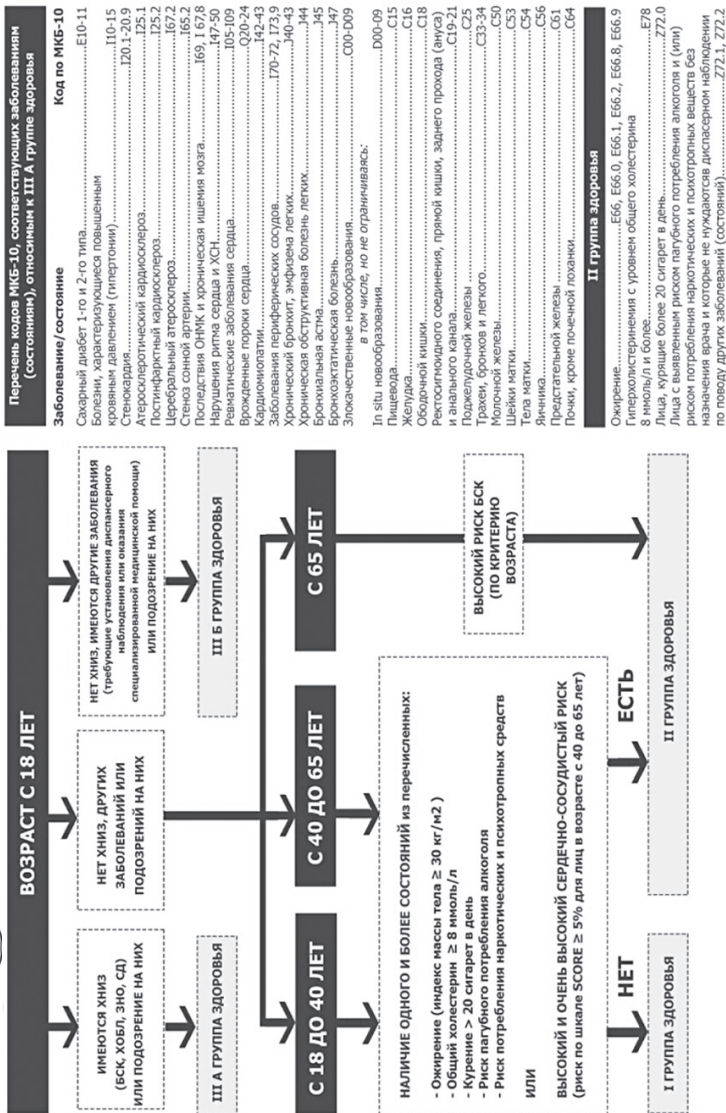 ВОЗРАСТ С 18 ЛЕТ
ИМЕЮТСЯ ХНИЗ
(БСК, ХОБЛ, ЗНО, СД)
ИЛИ ПОДОЗРЕНИЕ НА НИХ
III А ГРУППА ЗДОРОВЬЯ
НЕТ ХНИЗ, ДРУГИХ
ЗАБОЛЕВАНИЙ ИЛИ
ПОДОЗРЕНИЙ НА НИХ
НЕТ ХНИЗ, ИМЕЮТСЯ ДРУГИЕ ЗАБОЛЕВАНИЯ
(требующие установления диспансерного
наблюдения или оказания
специализированной медицинской помощи)
ИЛИ ПОДОЗРЕНИЕ НА НИХ
III Б ГРУППА ЗДОРОВЬЯ
С 18 ДО 40 ЛЕТ
С 40 ДО 65 ЛЕТ
С 65 ЛЕТ
НАЛИЧИЕ ОДНОГО И БОЛЕЕ СОСТОЯНИЙ из перечисленных:
- Ожирение (индекс массы тела ≥ 30 кг/м2 )
- Общий холестерин ≥ 8 ммоль/л
- Курение > 20 сигарет в день
- Риск пагубного потребления алкоголя
- Риск потребления наркотических и психотропных средств
ИЛИ
ВЫСОКИЙ И ОЧЕНЬ ВЫСОКИЙ СЕРДЕЧНО-СОСУДИСТЫЙ РИСК
(риск по шкале SCORE ≥ 5% для лиц в возрасте с 40 до 65 лет)
ВЫСОКИЙ РИСК БСК
(ПО КРИТЕРИЮ
ВОЗРАСТА)
НЕТ
ЕСТЬ
I ГРУППА ЗДОРОВЬЯ
II ГРУППА ЗДОРОВЬЯ
Перечень кодов МКБ-10, соответствующих заболеваниям
(состояниям), относимым к III А группе здоровья
Заболевание/состояние Код по МКБ-10
Сахарный диабет 1-го и 2-го типа.....E10-11
Болезни, характеризующиеся повышенным
кровяным давлением (гипертонии).....I10-15
Стенокардия.....I20.1-20.9
Атеросклеротический кардиосклероз.....I25.1
Постинфарктный кардиосклероз.....I25.2
Церебральный атеросклероз.....I67.2
Стеноз сонной артерии.....I65.2
Последствия ОНМК и хроническая ишемия мозга.....I69, I 67,8
Нарушения ритма сердца и ХСН.....I47-50
Ревматические заболевания сердца.....I05-I09
Врожденные пороки сердца.....Q20-24
Кардиомиопатии.....I42-43
Заболевания периферических сосудов.....I70-72, I73,9
Хронический бронхит, эмфизема легких.....J40-43
Хроническая обструктивная болезнь легких.....J44
Бронхиальная астма.....J45
Бронхоэктатическая болезнь.....J47
Злокачественные новообразования.....C00-D09
в том числе, но не ограничиваясь:
In situ новообразования.....D00-09
Пищевода.....C15
Желудка.....C16
Ободочной кишки.....C18
Ректосигмоидного соединения, прямой кишки, заднего прохода (ануса)
и анального канала.....C19-21
Поджелудочной железы.....C25
Трахеи, бронхов и легкого.....C33-34
Молочной железы.....C50
Шейки матки.....C53
Тела матки.....C54
Яичника.....C56
Предстательной железы.....C61
Почки, кроме почечной лоханки.....C64
II группа здоровья
Ожирение.....E66, E66.0, E66.1, E66.2, E66.8, E66.9
Гиперхолистеринемия с уровнем общего холестерина
8 ммоль/л и более.....E78
Лица, курящие более 20 сигарет в день.....Z72.0
Лица с выявленным риском пагубного потребления алкоголя и (или)
риском потребления наркотических и психотропных веществ без
назначения врача и которые не нуждаются в диспасерном наблюдении
по поводу других заболеваний (состояний).....Z72.1, Z72.2